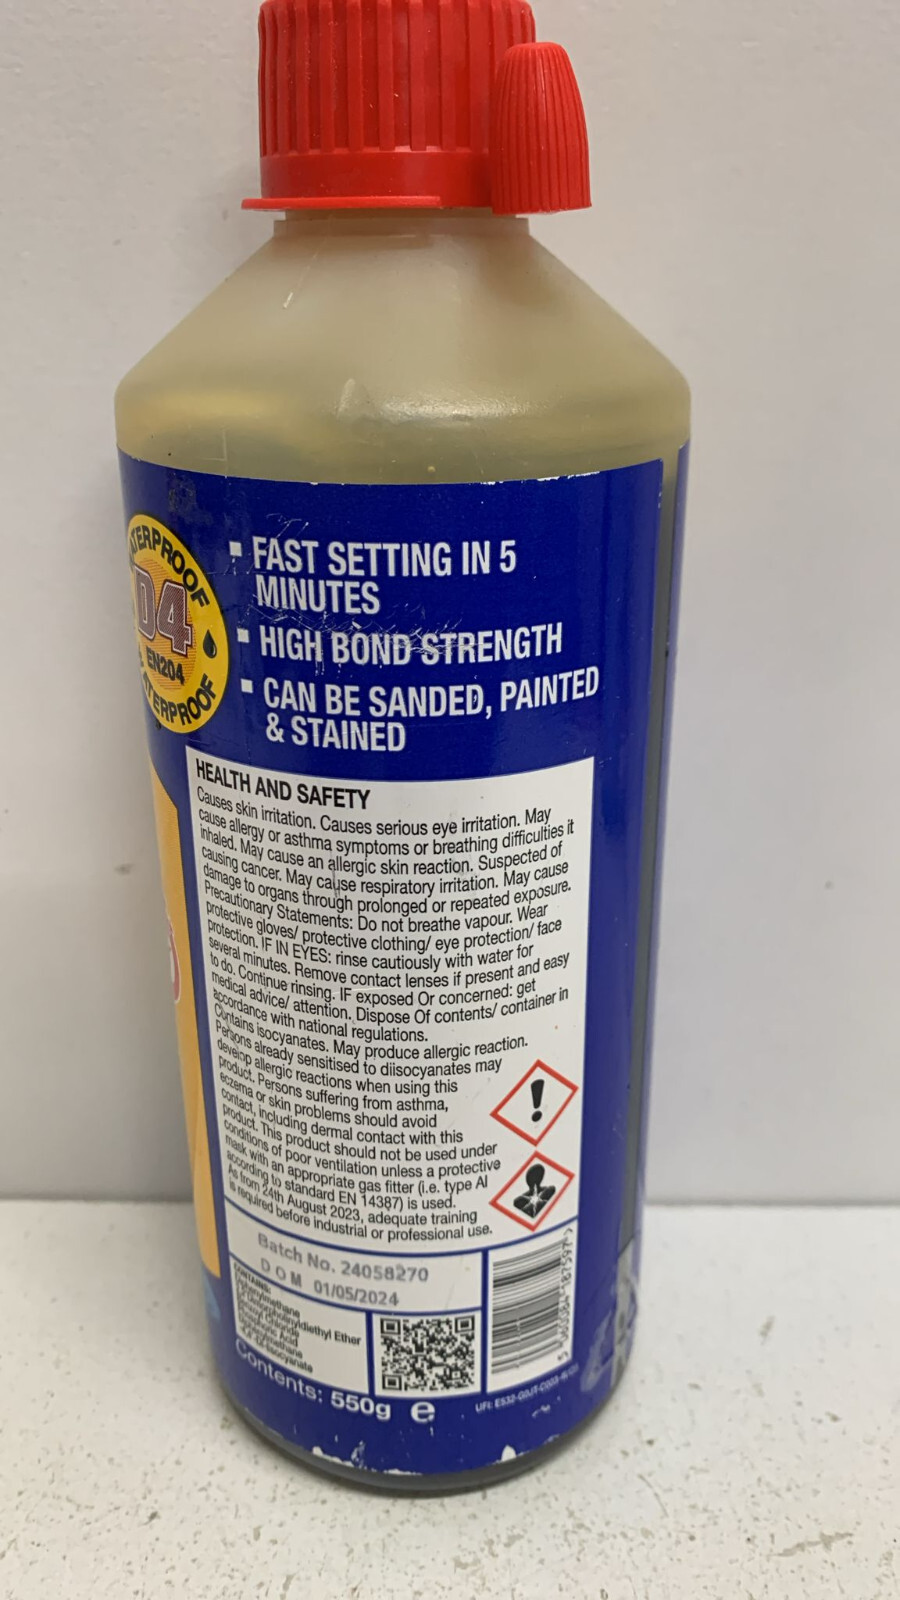 WATERPROOF
D4
EN204
WATERPROOF
▪ FAST SETTING IN 5
MINUTES
▪ HIGH BOND STRENGTH
▪ CAN BE SANDED, PAINTED
& STAINED
HEALTH AND SAFETY
Causes skin irritation. Causes serious eye irritation. May
cause allergy or asthma symptoms or breathing difficulties it
inhaled. May cause an allergic skin reaction. Suspected of
causing cancer. May cause respiratory irritation. May cause
damage to organs through prolonged or repeated exposure.
Precautionary Statements: Do not breathe vapour. Wear
protective gloves/ protective clothing/ eye protection/ face
protection. IF IN EYES: rinse cautiously with water for
several minutes. Remove contact lenses if present and easy
to do. Continue rinsing. IF exposed Or concerned: get
medical advice/ attention. Dispose Of contents/ container in
accordance with national regulations.
Contains isocyanates. May produce allergic reaction.
Persons already sensitised to diisocyanates may
develop allergic reactions when using this
product. Persons suffering from asthma,
eczema or skin problems should avoid
contact, including dermal contact with this
product. This product should not be used under
conditions of poor ventilation unless a protective
mask with an appropriate gas fitter (i.e. type Al
according to standard EN 14387) is used.
As from 24th August 2023, adequate training
is required before industrial or professional use.
Batch No. 24058270
D O M 01/05/2024
CONTAINS:
Ether
Chloride
Acid
Contents: 550g e